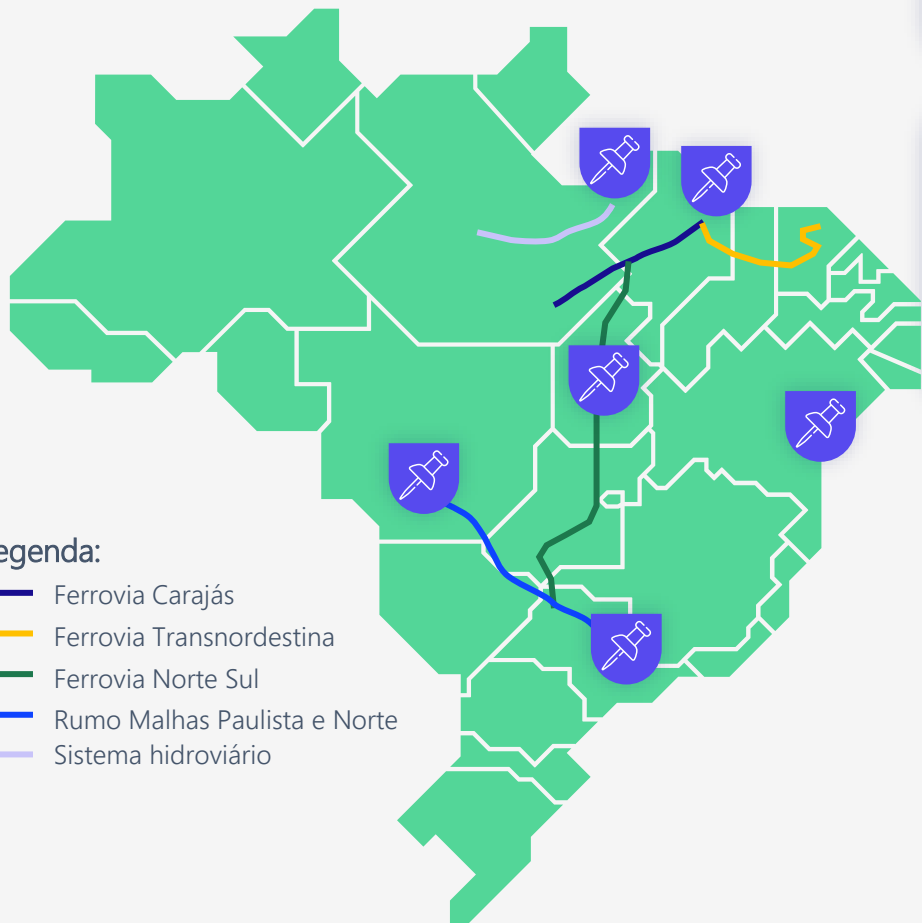 egenda:
Ferrovia Carajás
Ferrovia Transnordestina
Ferrovia Norte Sul
Rumo Malhas Paulista e Norte
Sistema hidroviário